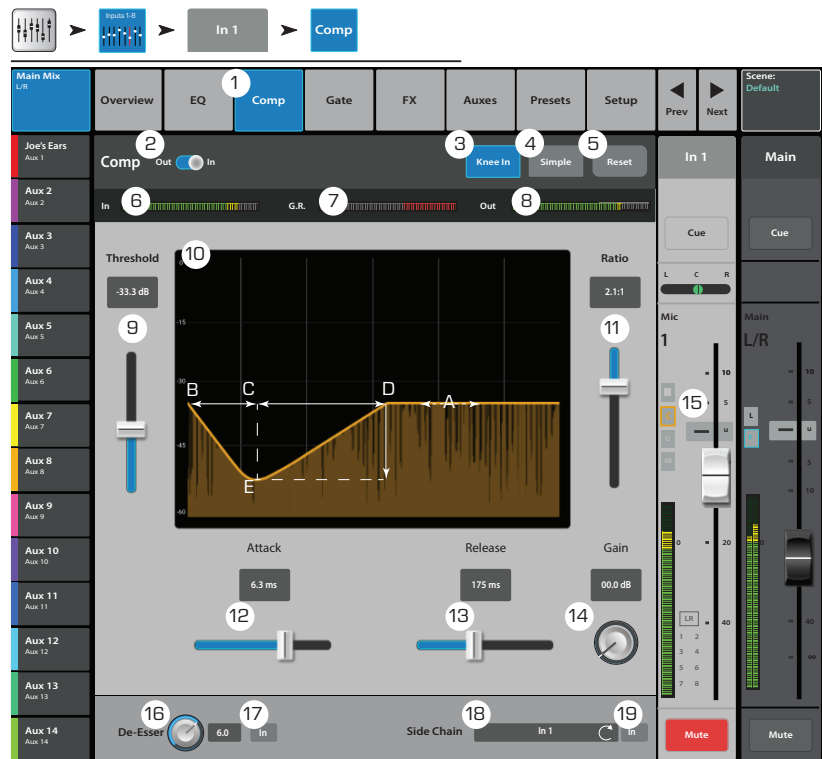 Inputs 1-8
In 1
Comp
Main Mix
L/R
Overview
EQ
1
Comp
Gate
FX
Auxes
Presets
Setup
Prev
Next
Scene:
Default
Joe's Ears
Aux 1
Aux 2
Aux 2
Aux 3
Aux 3
Aux 4
Aux 4
Aux 5
Aux 5
Aux 6
Aux 6
Aux 7
Aux 7
Aux 8
Aux 8
Aux 9
Aux 9
Aux 10
Aux 10
Aux 11
Aux 11
Aux 12
Aux 12
Aux 13
Aux 13
Aux 14
Aux 14
Comp
2
Out In
3
Knee In
4
Simple
5
Reset
In 6
G.R. 7
Out 8
Threshold
-33.3 dB
9
10
0
-15
-30
-45
-60
B C D A
E
Ratio
2.1:1
11
Attack
6.3 ms
12
Release
175 ms
13
Gain
00.0 dB
14
De-Esser
16
6.0
17
In
Side Chain
18
In 1
19
In
In 1
Cue
L C R
Mic
1
10
15
5
u
0
20
LR
40
1 2
3 4
5 6
7 8
Mute
Main
Cue
Main
L/R
10
5
L
u
5
10
20
40
∞
Mute